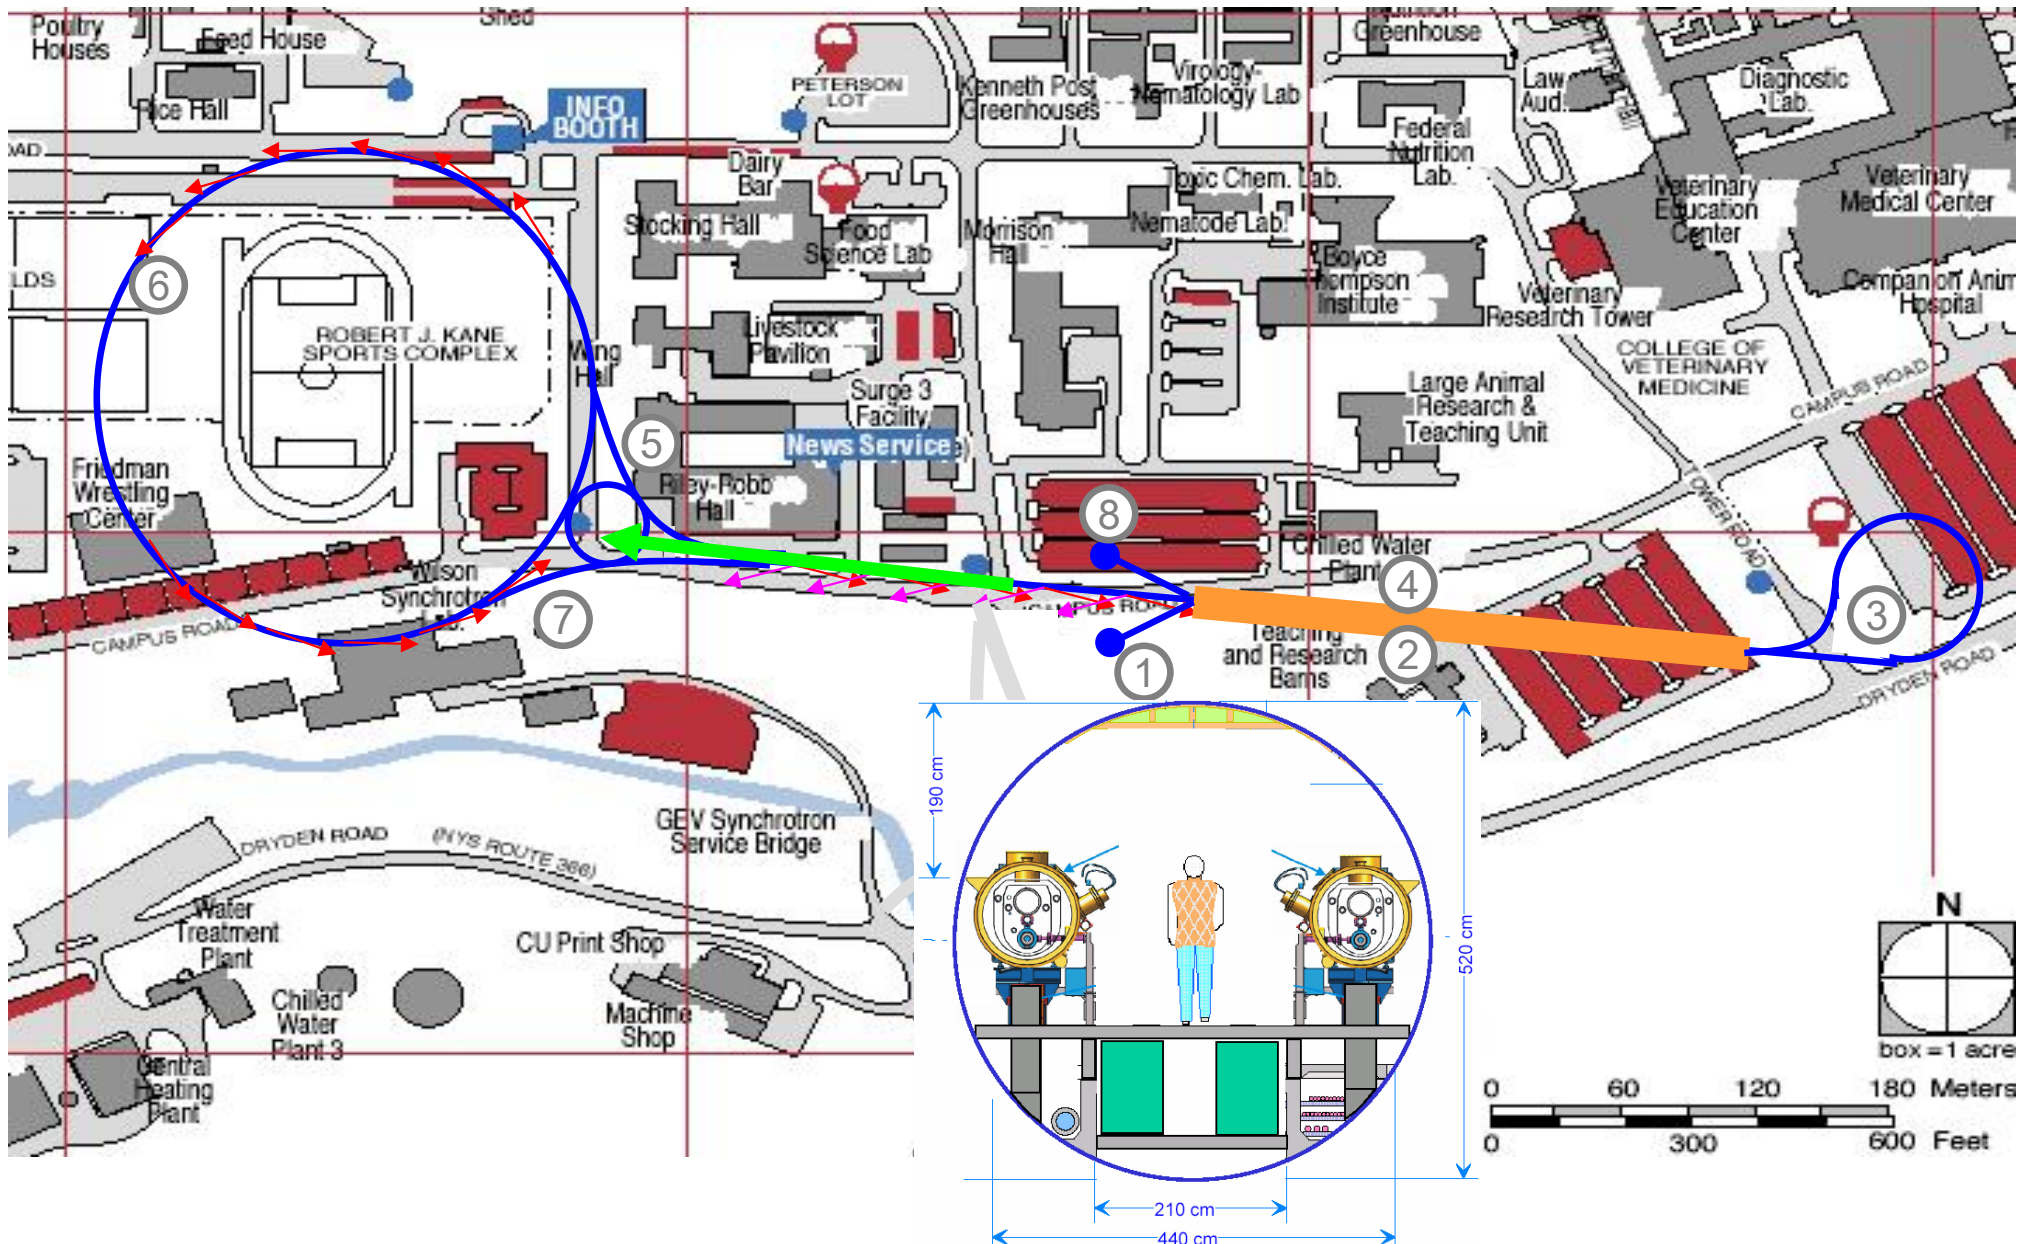 Poultry
Houses
Feed House
Shed
Rice Hall
INFO
BOOTH
PETERSON
LOT
Kenneth Post
Greenhouses
Virology-
Nematology Lab
Greenhouse
Law
Aud.
Diagnostic
Lab.
Federal
Nutrition
Lab.
Dairy
Bar
Stocking Hall
Food
Science Lab
Morrison
Hall
Toxic Chem. Lab.
Nematode Lab.
Boyce
Thompson
Institute
Veterinary
Education
Center
Veterinary
Medical Center
Veterinary
Research Tower
Companion Anim
Hospital
OAD
LDS
6
ROBERT J. KANE
SPORTS COMPLEX
Wing
Hall
Livestock
Pavilion
Surge 3
Facility
COLLEGE OF
VETERINARY
MEDICINE
CAMPUS ROAD
Large Animal
Research &
Teaching Unit
5
News Service
Riley-Robb
Hall
Friedman
Wrestling
Center
8
TOWER ROAD
Chilled Water
Plant
4
3
Wilson
Synchrotron
Lab.
7
CAMPUS ROAD
CAMPUS ROAD
1
2
Teaching
and Research
Barns
DRYDEN ROAD
GEV Synchrotron
Service Bridge
DRYDEN ROAD
(NYS ROUTE 366)
Water
Treatment
Plant
CU Print Shop
Chilled
Water
Plant 3
Machine
Shop
Central
Heating
Plant
190 cm
520 cm
210 cm
440 cm
N
box = 1 acre
0 60 120 180 Meters
0 300 600 Feet